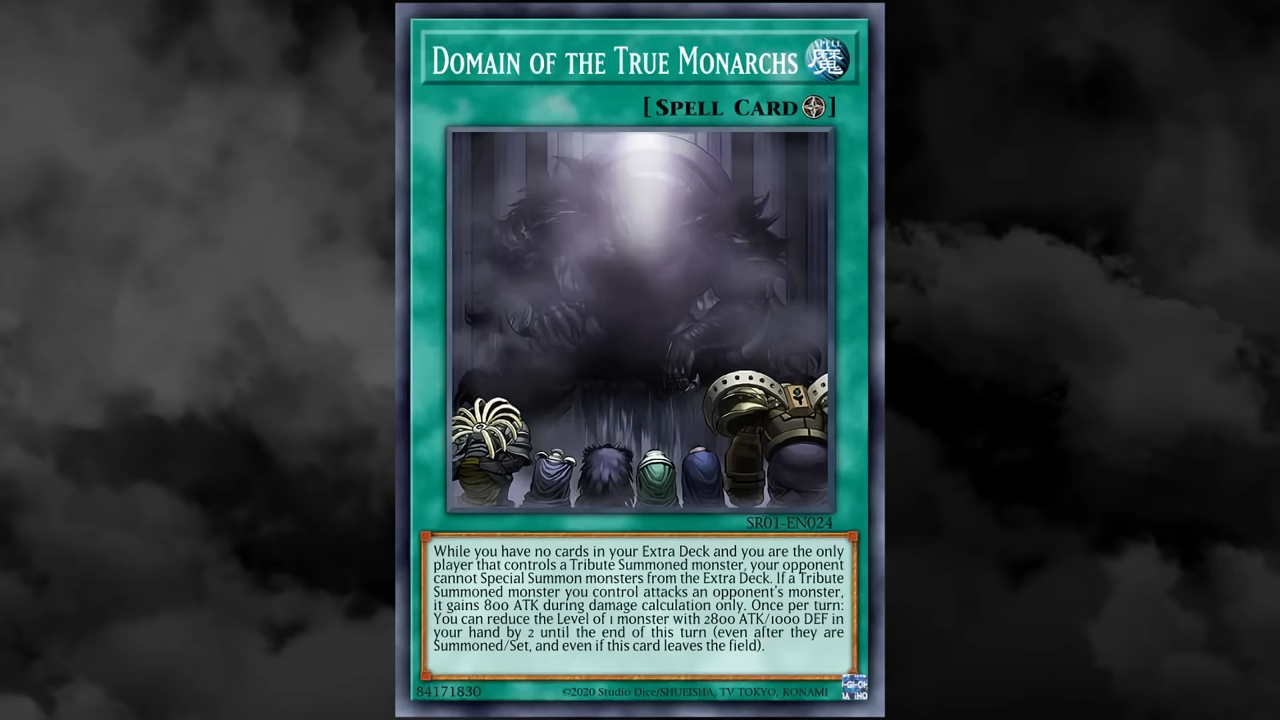 DOMAIN OF THE TRUE MONARCHS
SPELL
魔
[SPELL CARD]
SR01-EN024
While you have no cards in your Extra Deck and you are the only
player that controls a Tribute Summoned monster, your opponent
cannot Special Summon monsters from the Extra Deck. If a Tribute
Summoned monster you control attacks an opponent's monster,
it gains 800 ATK during damage calculation only. Once per turn:
You can reduce the Level of 1 monster with 2800 ATK/1000 DEF in
your hand by 2 until the end of this turn (even after they are
Summoned/Set, and even if this card leaves the field).
84171830
©2020 Studio Dice/SHUEISHA, TV TOKYO, KONAMI